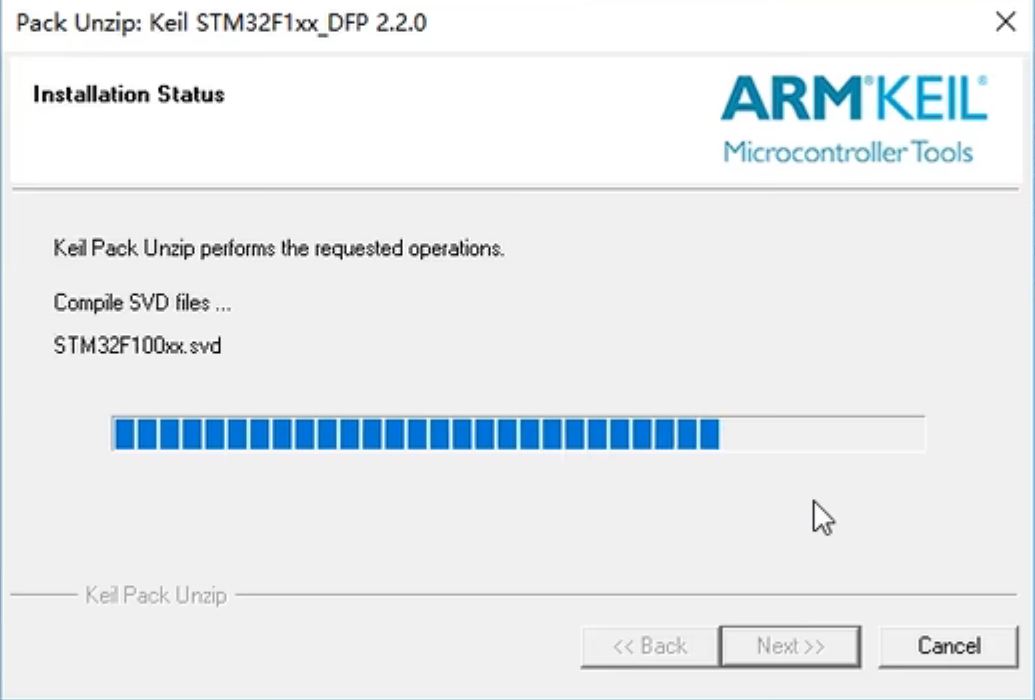 Pack Unzip: Keil STM32F1xx_DFP 2.2.0
Installation Status
ARM®KEIL®
Microcontroller Tools
Keil Pack Unzip performs the requested operations.
Compile SVD files ...
STM32F100xx.svd
Keil Pack Unzip
<< Back
Next >>
Cancel